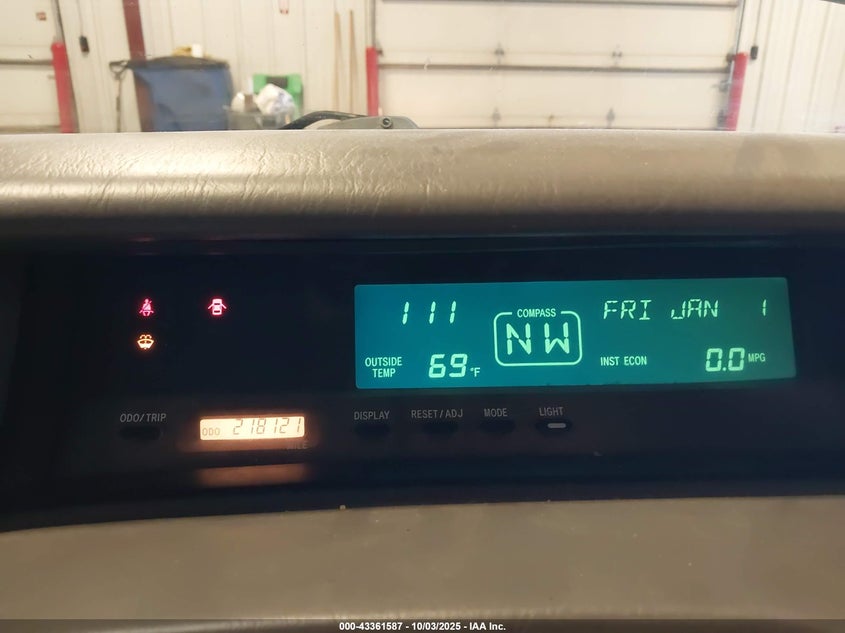 111
COMPASS
NW
FRI JAN 1
OUTSIDE
TEMP
69°F
INST ECON
0.0 MPG
ODO/TRIP
ODO 218121
MILE
DISPLAY
RESET/ADJ
MODE
LIGHT
000-43361587 - 10/03/2025 - IAA Inc.